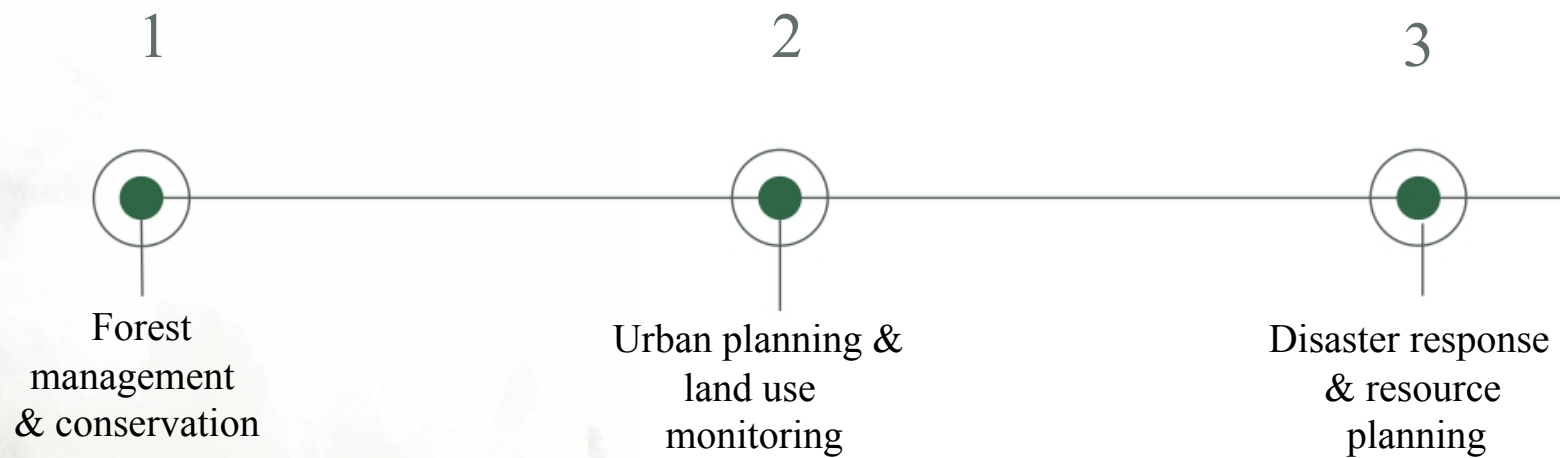 1
2
3
Forest
management
& conservation
Urban planning &
land use
monitoring
Disaster response
& resource
planning